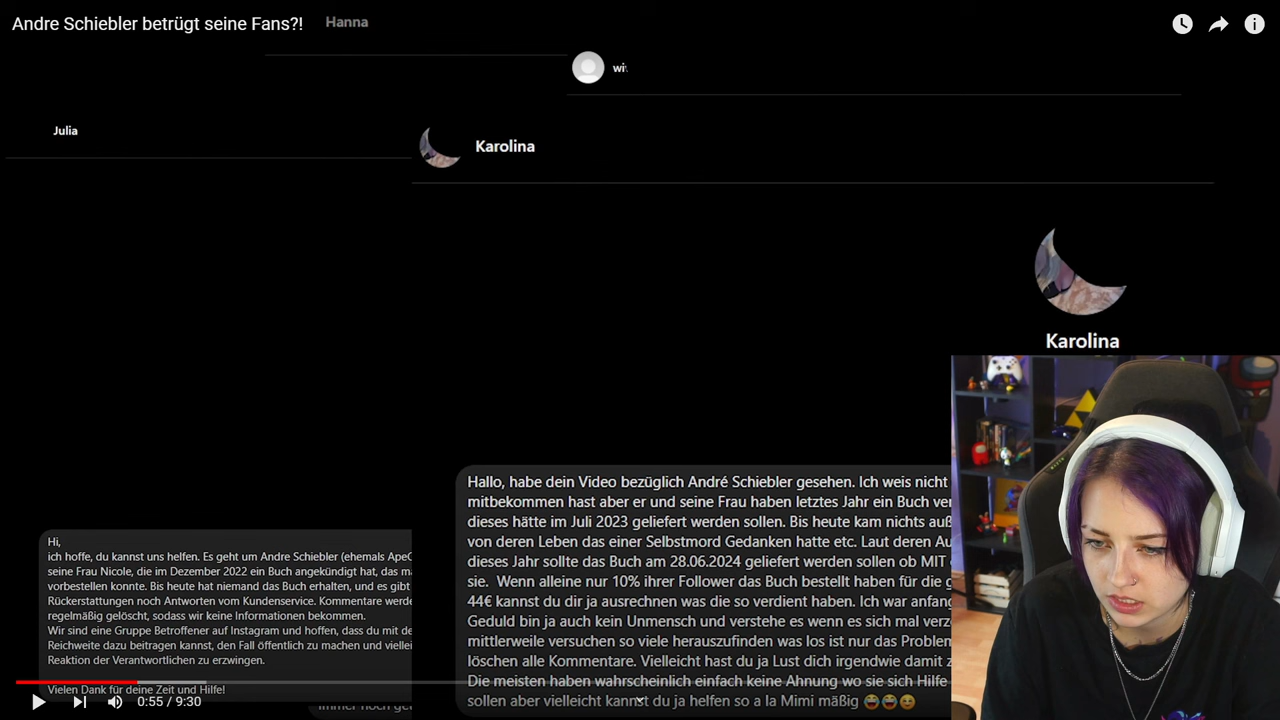 Andre Schiebler betrügt seine Fans?!
Hanna
Julia
Karolina
Karolina
Hallo, habe dein Video bezüglich André Schiebler gesehen. Ich weis nicht
mitbekommen hast aber er und seine Frau haben letztes Jahr ein Buch
dieses hätte im Juli 2023 geliefert werden sollen. Bis heute kam nichts
von deren Leben das einer Selbstmord Gedanken hatte etc. Laut deren
dieses Jahr sollte das Buch am 28.06.2024 geliefert werden sollen ob MIT
sie. Wenn alleine nur 10% ihrer Follower das Buch bestellt haben für die
44€ kannst du dir ja ausrechnen was die so verdient haben. Ich war
Geduld bin ja auch kein Unmensch und verstehe es wenn es sich mal
mittlerweile versuchen so viele herauszufinden was los ist nur das
löschen alle Kommentare. Vielleicht hast du ja Lust dich irgendwie damit
Die meisten haben wahrscheinlich einfach keine Ahnung wo sie sich Hilfe
sollen aber vielleicht kannst du ja helfen so a la Mimi mäßig 😂😂😉
Hi,
ich hoffe, du kannst uns helfen. Es geht um Andre Schiebler (ehemals
seine Frau Nicole, die im Dezember 2022 ein Buch angekündigt hat, das
vorbestellen konnte. Bis heute hat niemand das Buch erhalten, und es
Rückerstattungen noch Antworten vom Kundenservice. Kommentare
regelmäßig gelöscht, sodass wir keine Informationen bekommen.
Wir sind eine Gruppe Betroffener auf Instagram und hoffen, dass du mit
Reichweite dazu beitragen kannst, den Fall öffentlich zu machen und
Reaktion der Verantwortlichen zu erzwingen.
Vielen Dank für deine Zeit und Hilfe!
0:55 / 9:30